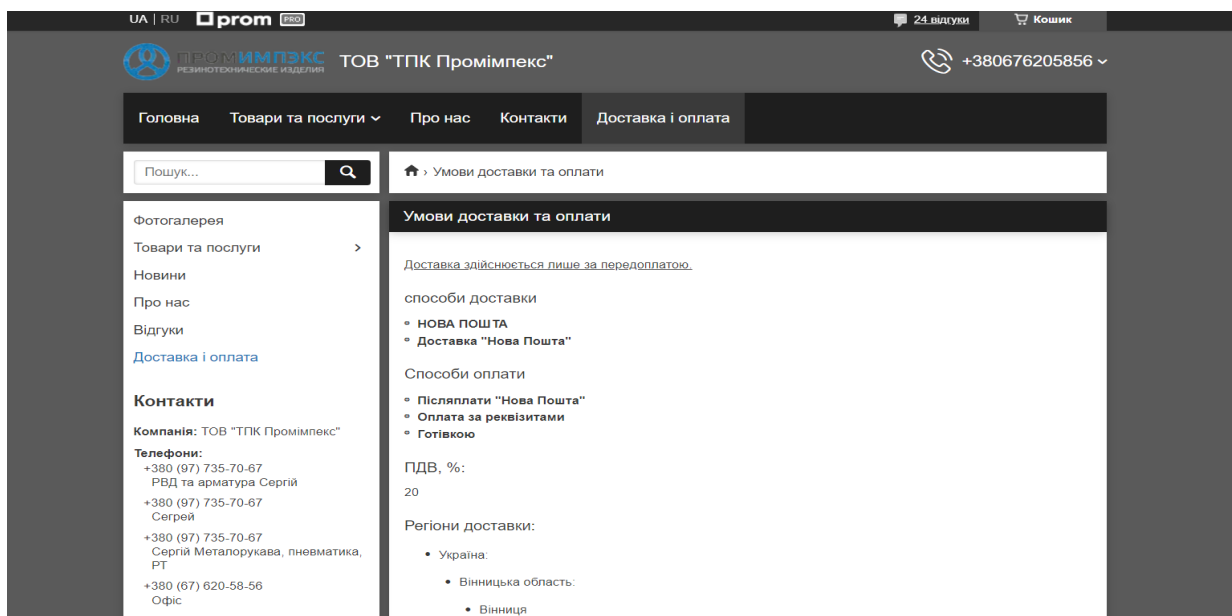 UA | RU prom PRO
24 відгуки
Кошик
ПРОМИМПЭКС
РЕЗИНОТЕХНИЧЕСКИЕ ИЗДЕЛИЯ
ТОВ "ТПК Промімпекс"
+380676205856
Головна Товари та послуги Про нас Контакти Доставка і оплата
Пошук...
› Умови доставки та оплати
Фотогалерея
Товари та послуги
Новини
Про нас
Відгуки
Доставка і оплата
Контакти
Компанія: ТОВ "ТПК Промімпекс"
Телефони:
+380 (97) 735-70-67
РВД та арматура Сергій
+380 (97) 735-70-67
Сегрей
+380 (97) 735-70-67
Сергій Металорукава, пневматика,
РТ
+380 (67) 620-58-56
Офіс
Умови доставки та оплати
Доставка здійснюється лише за передоплатою.
способи доставки
НОВА ПОШТА
Доставка "Нова Пошта"
Способи оплати
Післяплати "Нова Пошта"
Оплата за реквізитами
Готівкою
ПДВ, %:
20
Регіони доставки:
Україна:
Вінницька область:
Вінниця